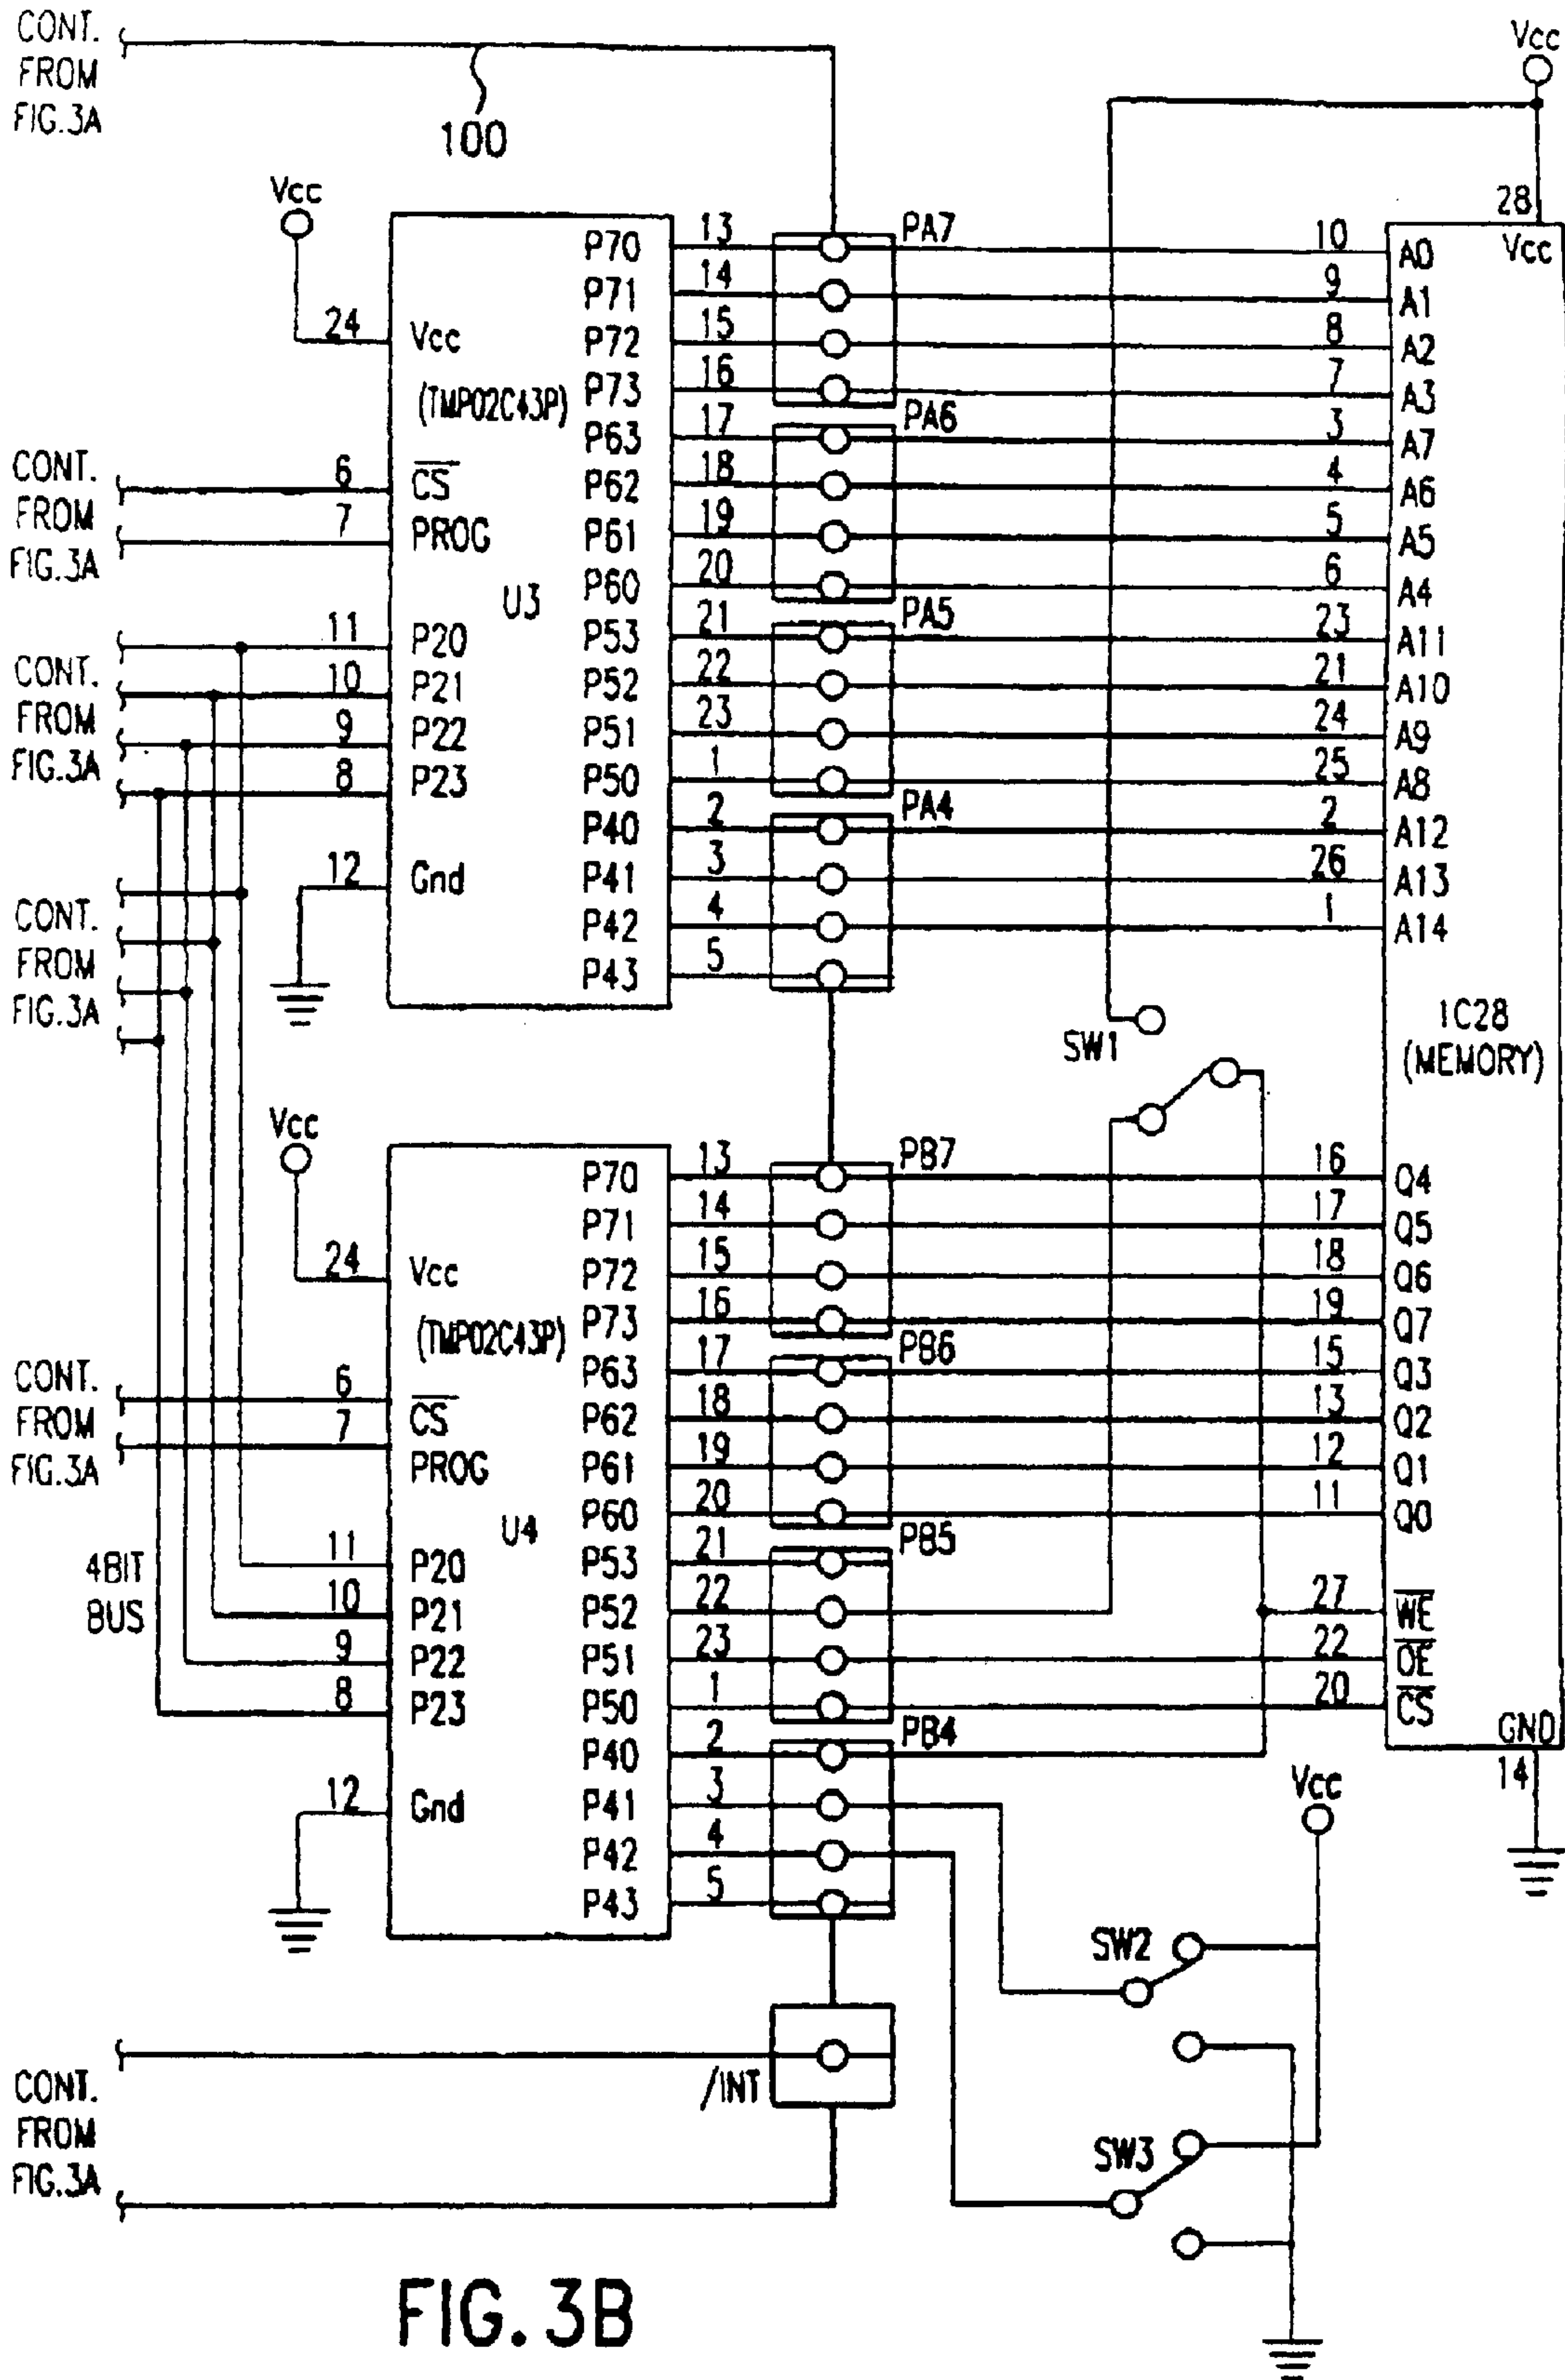 CONT.
FROM
FIG.3A
100
Vcc
28
Vcc
Vcc
24
Vcc
(TMP02C43P)
CONT.
FROM
FIG.3A
6
CS
7
PROG
U3
CONT.
FROM
FIG.3A
11
P20
10
P21
9
P22
8
P23
12
Gnd
CONT.
FROM
FIG.3A
P70 13 PA7 10 A0
P71 14 9 A1
P72 15 8 A2
P73 16 7 A3
P63 17 PA6 3 A7
P62 18 4 A6
P61 19 5 A5
P60 20 6 A4
P53 21 PA5 23 A11
P52 22 21 A10
P51 23 24 A9
P50 1 25 A8
P40 2 PA4 2 A12
P41 3 26 A13
P42 4 1 A14
P43 5
SW1
IC28
(MEMORY)
Vcc
24
Vcc
(TMP02C43P)
CONT.
FROM
FIG.3A
6
CS
7
PROG
U4
4BIT
BUS
11
P20
10
P21
9
P22
8
P23
12
Gnd
P70 13 PB7 16 Q4
P71 14 17 Q5
P72 15 18 Q6
P73 16 19 Q7
P63 17 PB6 15 Q3
P62 18 13 Q2
P61 19 12 Q1
P60 20 11 Q0
P53 21 PB5
P52 22 27 WE
P51 23 22 OE
P50 1 20 CS
P40 2 PB4
P41 3
P42 4
P43 5
GND
14
Vcc
SW2
/INT
CONT.
FROM
FIG.3A
SW3
FIG. 3B